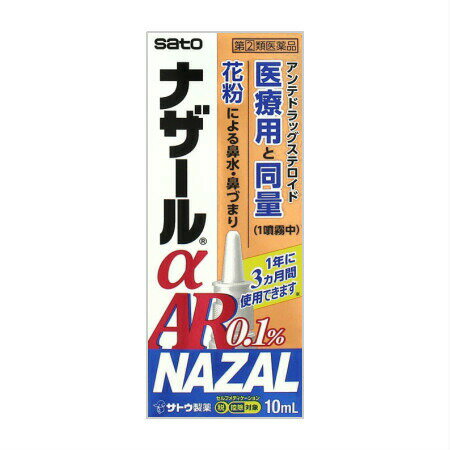 sato
指定第②類医薬品
アンテドラッグステロイド
医療用と同量
(1噴霧中)
花粉による鼻水・鼻づまり
ナザール®
α
AR0.1%
1年に
3ヵ月間
使用できます※
NAZAL
サトウ製薬
セルフメディケーション
税 控除 対象
10mL